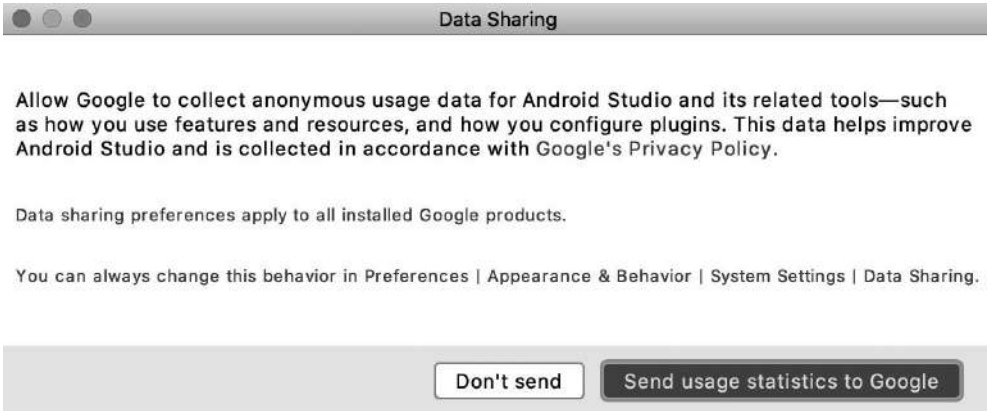 Data Sharing
Allow Google to collect anonymous usage data for Android Studio and its related tools—such
as how you use features and resources, and how you configure plugins. This data helps improve
Android Studio and is collected in accordance with Google's Privacy Policy.
Data sharing preferences apply to all installed Google products.
You can always change this behavior in Preferences | Appearance & Behavior | System Settings | Data Sharing.
Don't send
Send usage statistics to Google